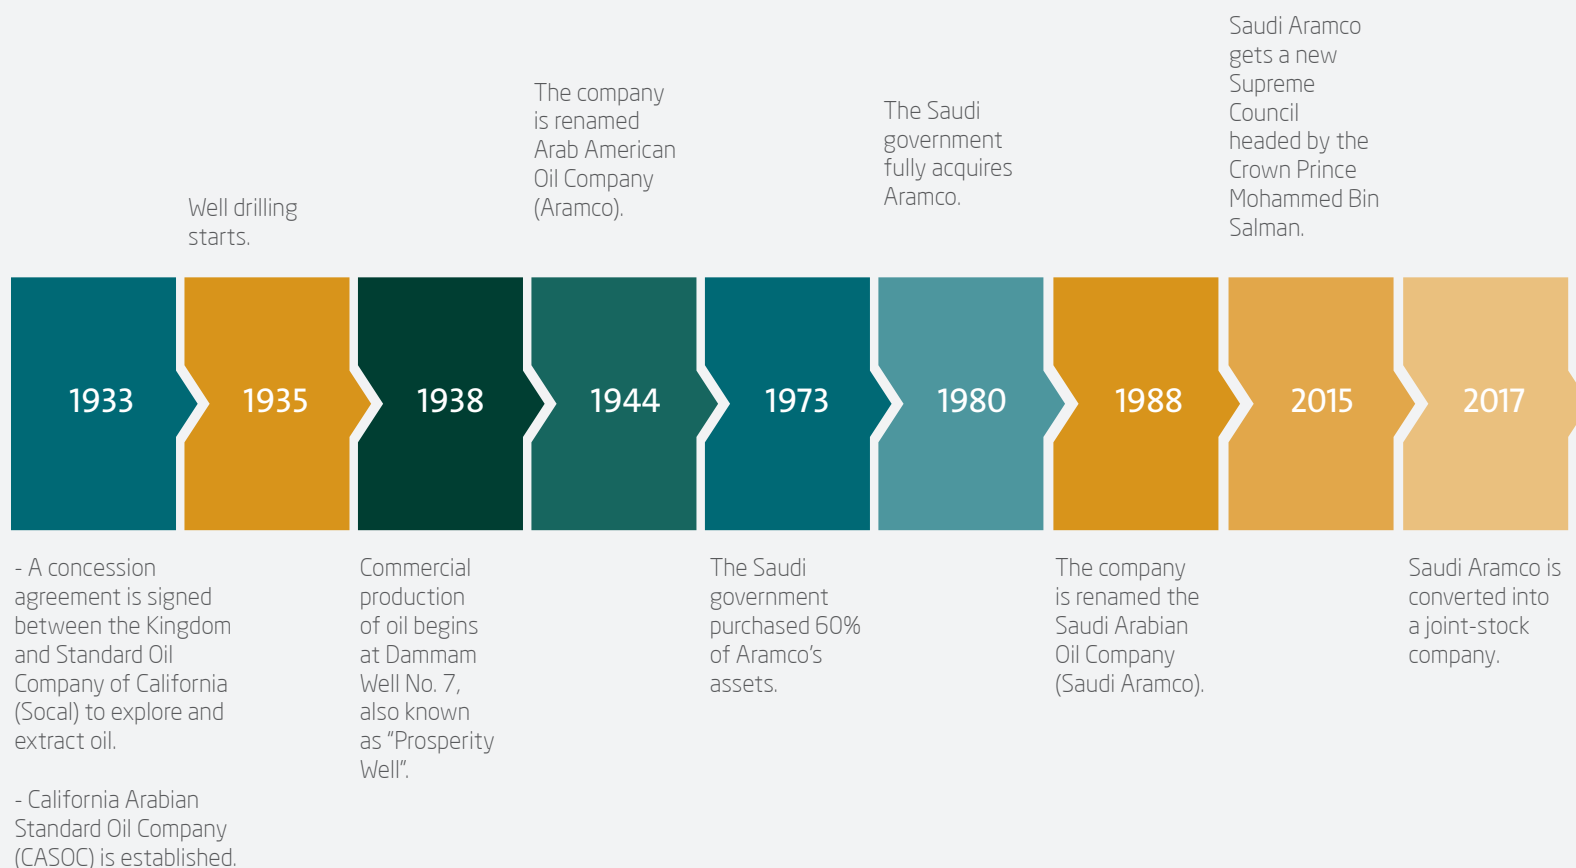 Saudi Aramco
gets a new
Supreme
Council
headed by the
Crown Prince
Mohammed Bin
Salman.
The company
is renamed
Arab American
Oil Company
(Aramco).
The Saudi
government
fully acquires
Aramco.
Well drilling
starts.
1933
1935
1938
1944
1973
1980
1988
2015
2017
- A concession
agreement is signed
between the Kingdom
and Standard Oil
Company of California
(Socal) to explore and
extract oil.
- California Arabian
Standard Oil Company
(CASOC) is established.
Commercial
production
of oil begins
at Dammam
Well No. 7,
also known
as “Prosperity
Well”.
The Saudi
government
purchased 60%
of Aramco’s
assets.
The company
is renamed the
Saudi Arabian
Oil Company
(Saudi Aramco).
Saudi Aramco is
converted into
a joint-stock
company.